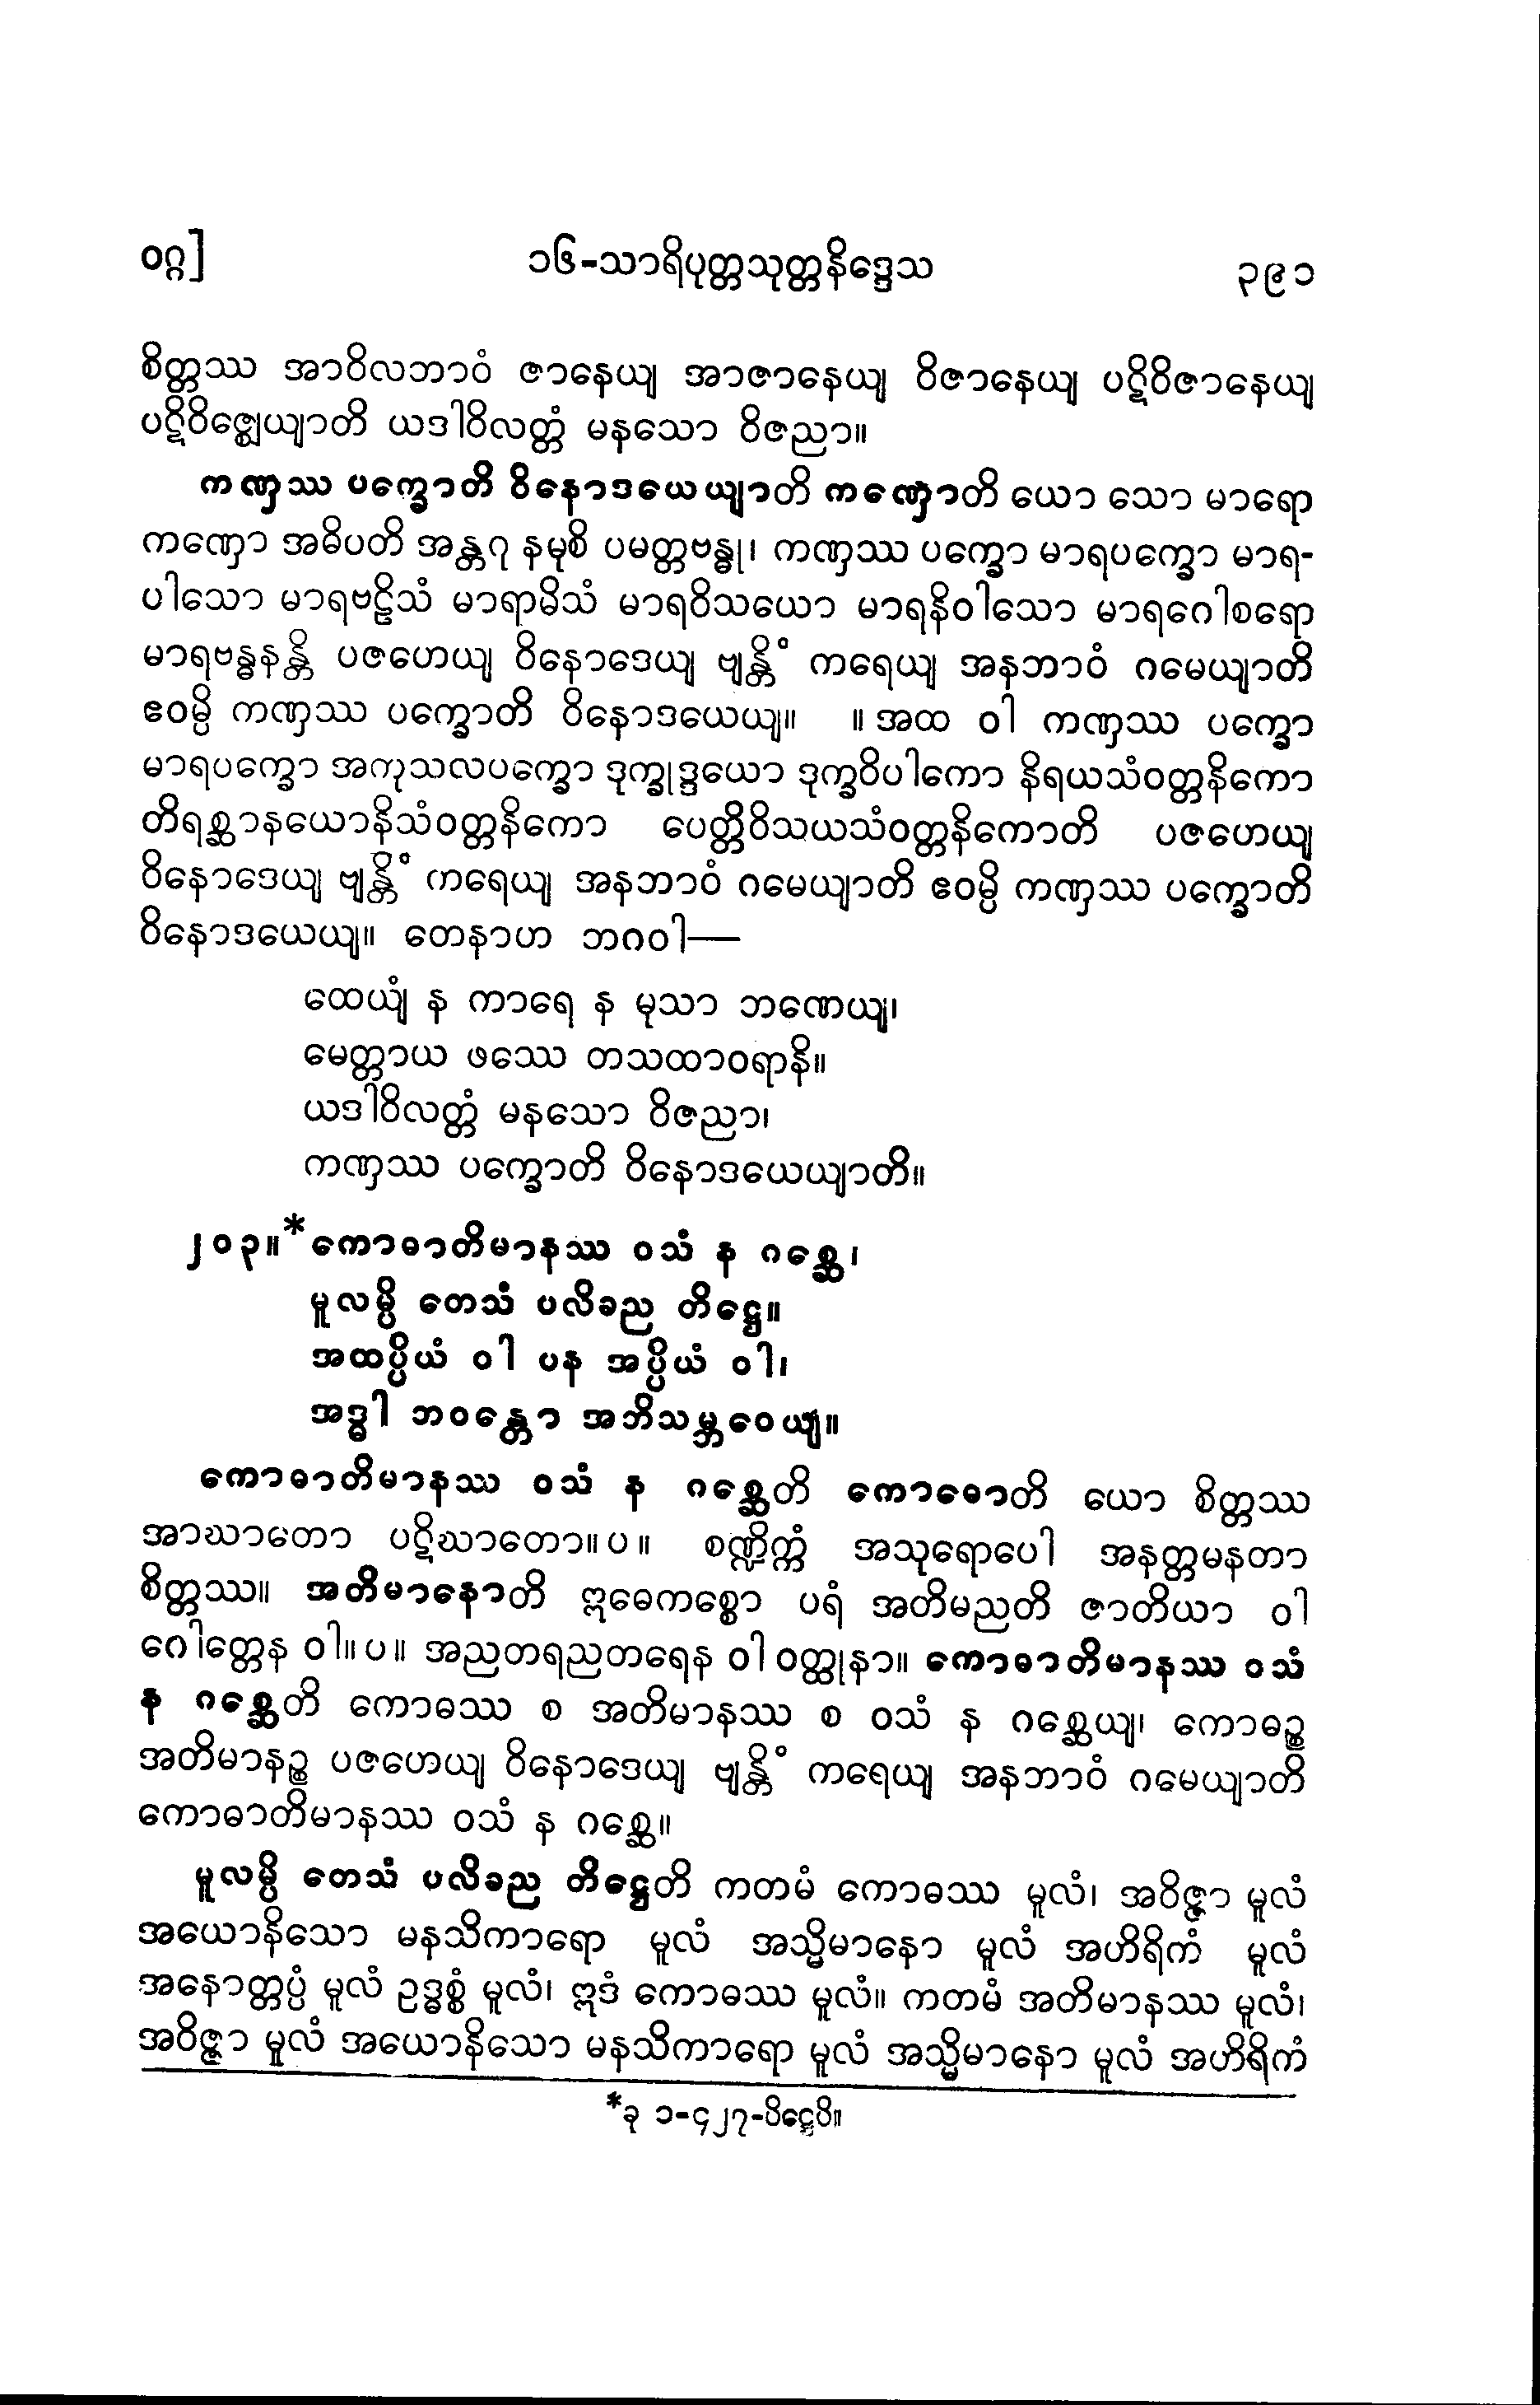 ဝဂ္ဂ]
၁၆-သာရိပုတ္တသုတ္တနိဒ္ဒေသ
၃၉၁
စိတ္တဿ အာဝိလဘာဝံ ဇာနေယျ အာဇာနေယျ ဝိဇာနေယျ ပဋိဝိဇာနေယျ
ပဋိဝိဇ္ဈေယျာတိ ယဒါဝိလတ္တံ မနသော ဝိဇညာ။
ကဏှဿ ပက္ခောတိ ဝိနောဒယေယျာတိ ကဏှောတိ ယော သော မာရော
ကဏှော အဓိပတိ အန္တဂူ နမုစိ ပမတ္တဗန္ဓု၊ ကဏှဿ ပက္ခော မာရပက္ခော မာရ-
ပါသော မာရဗဠိသံ မာရာမိသံ မာရဝိသယော မာရနိဝါသော မာရဂေါစရော
မာရဗန္ဓနန္တိ ပဇဟေယျ ဝိနောဒေယျ ဗျန္တိံ ကရေယျ အနဘာဝံ ဂမေယျာတိ
ဧဝမ္ပိ ကဏှဿ ပက္ခောတိ ဝိနောဒယေယျ။ ။ အထ ဝါ ကဏှဿ ပက္ခော
မာရပက္ခော အကုသလပက္ခော ဒုက္ခုဒ္ဒယော ဒုက္ခဝိပါကော နိရယသံဝတ္တနိကော
တိရစ္ဆာနယောနိသံဝတ္တနိကော ပေတ္တိဝိသယသံဝတ္တနိကောတိ ပဇဟေယျ
ဝိနောဒေယျ ဗျန္တိံ ကရေယျ အနဘာဝံ ဂမေယျာတိ ဧဝမ္ပိ ကဏှဿ ပက္ခောတိ
ဝိနောဒယေယျ။ တေနာဟ ဘဂဝါ—
ထေယျံ န ကာရေ န မုသာ ဘဏေယျ၊
မေတ္တာယ ဖဿေ တသထာဝရာနိ။
ယဒါဝိလတ္တံ မနသော ဝိဇညာ၊
ကဏှဿ ပက္ခောတိ ဝိနောဒယေယျာတိ။
၂၀၃။*ကောဓာတိမာနဿ ဝသံ န ဂစ္ဆေ၊
မူလမ္ပိ တေသံ ပလိခည တိဋ္ဌေ။
အထပ္ပိယံ ဝါ ပန အပ္ပိယံ ဝါ၊
အဒ္ဓါ ဘဝန္တော အဘိသမ္ဘဝေယျ။
ကောဓာတိမာနဿ ဝသံ န ဂစ္ဆေတိ ကောဓောတိ ယော စိတ္တဿ
အာဃာတော ပဋိဃာတော။ပ။ စဏ္ဍိက္ကံ အသုရောပေါ အနတ္တမနတာ
စိတ္တဿ။ အတိမာနောတိ ဣဓေကစ္စော ပရံ အတိမညတိ ဇာတိယာ ဝါ
ဂေါတ္တေန ဝါ။ပ။ အညတရညတရေန ဝါ ဝတ္ထုနာ။ ကောဓာတိမာနဿ ဝသံ
န ဂစ္ဆေတိ ကောဓဿ စ အတိမာနဿ စ ဝသံ န ဂစ္ဆေယျ၊ ကောဓဉ္စ
အတိမာနဉ္စ ပဇဟေယျ ဝိနောဒေယျ ဗျန္တိံ ကရေယျ အနဘာဝံ ဂမေယျာတိ
ကောဓာတိမာနဿ ဝသံ န ဂစ္ဆေ။
မူလမ္ပိ တေသံ ပလိခည တိဋ္ဌေတိ ကတမံ ကောဓဿ မူလံ၊ အဝိဇ္ဇာ မူလံ
အယောနိသော မနသိကာရော မူလံ အသ္မိမာနော မူလံ အဟိရိကံ မူလံ
အနောတ္တပ္ပံ မူလံ ဥဒ္ဓစ္စံ မူလံ၊ ဣဒံ ကောဓဿ မူလံ။ ကတမံ အတိမာနဿ မူလံ၊
အဝိဇ္ဇာ မူလံ အယောနိသော မနသိကာရော မူလံ အသ္မိမာနော မူလံ အဟိရိကံ
*ခု ၁-၄၂၇-ပိဋ္ဌေပိ။